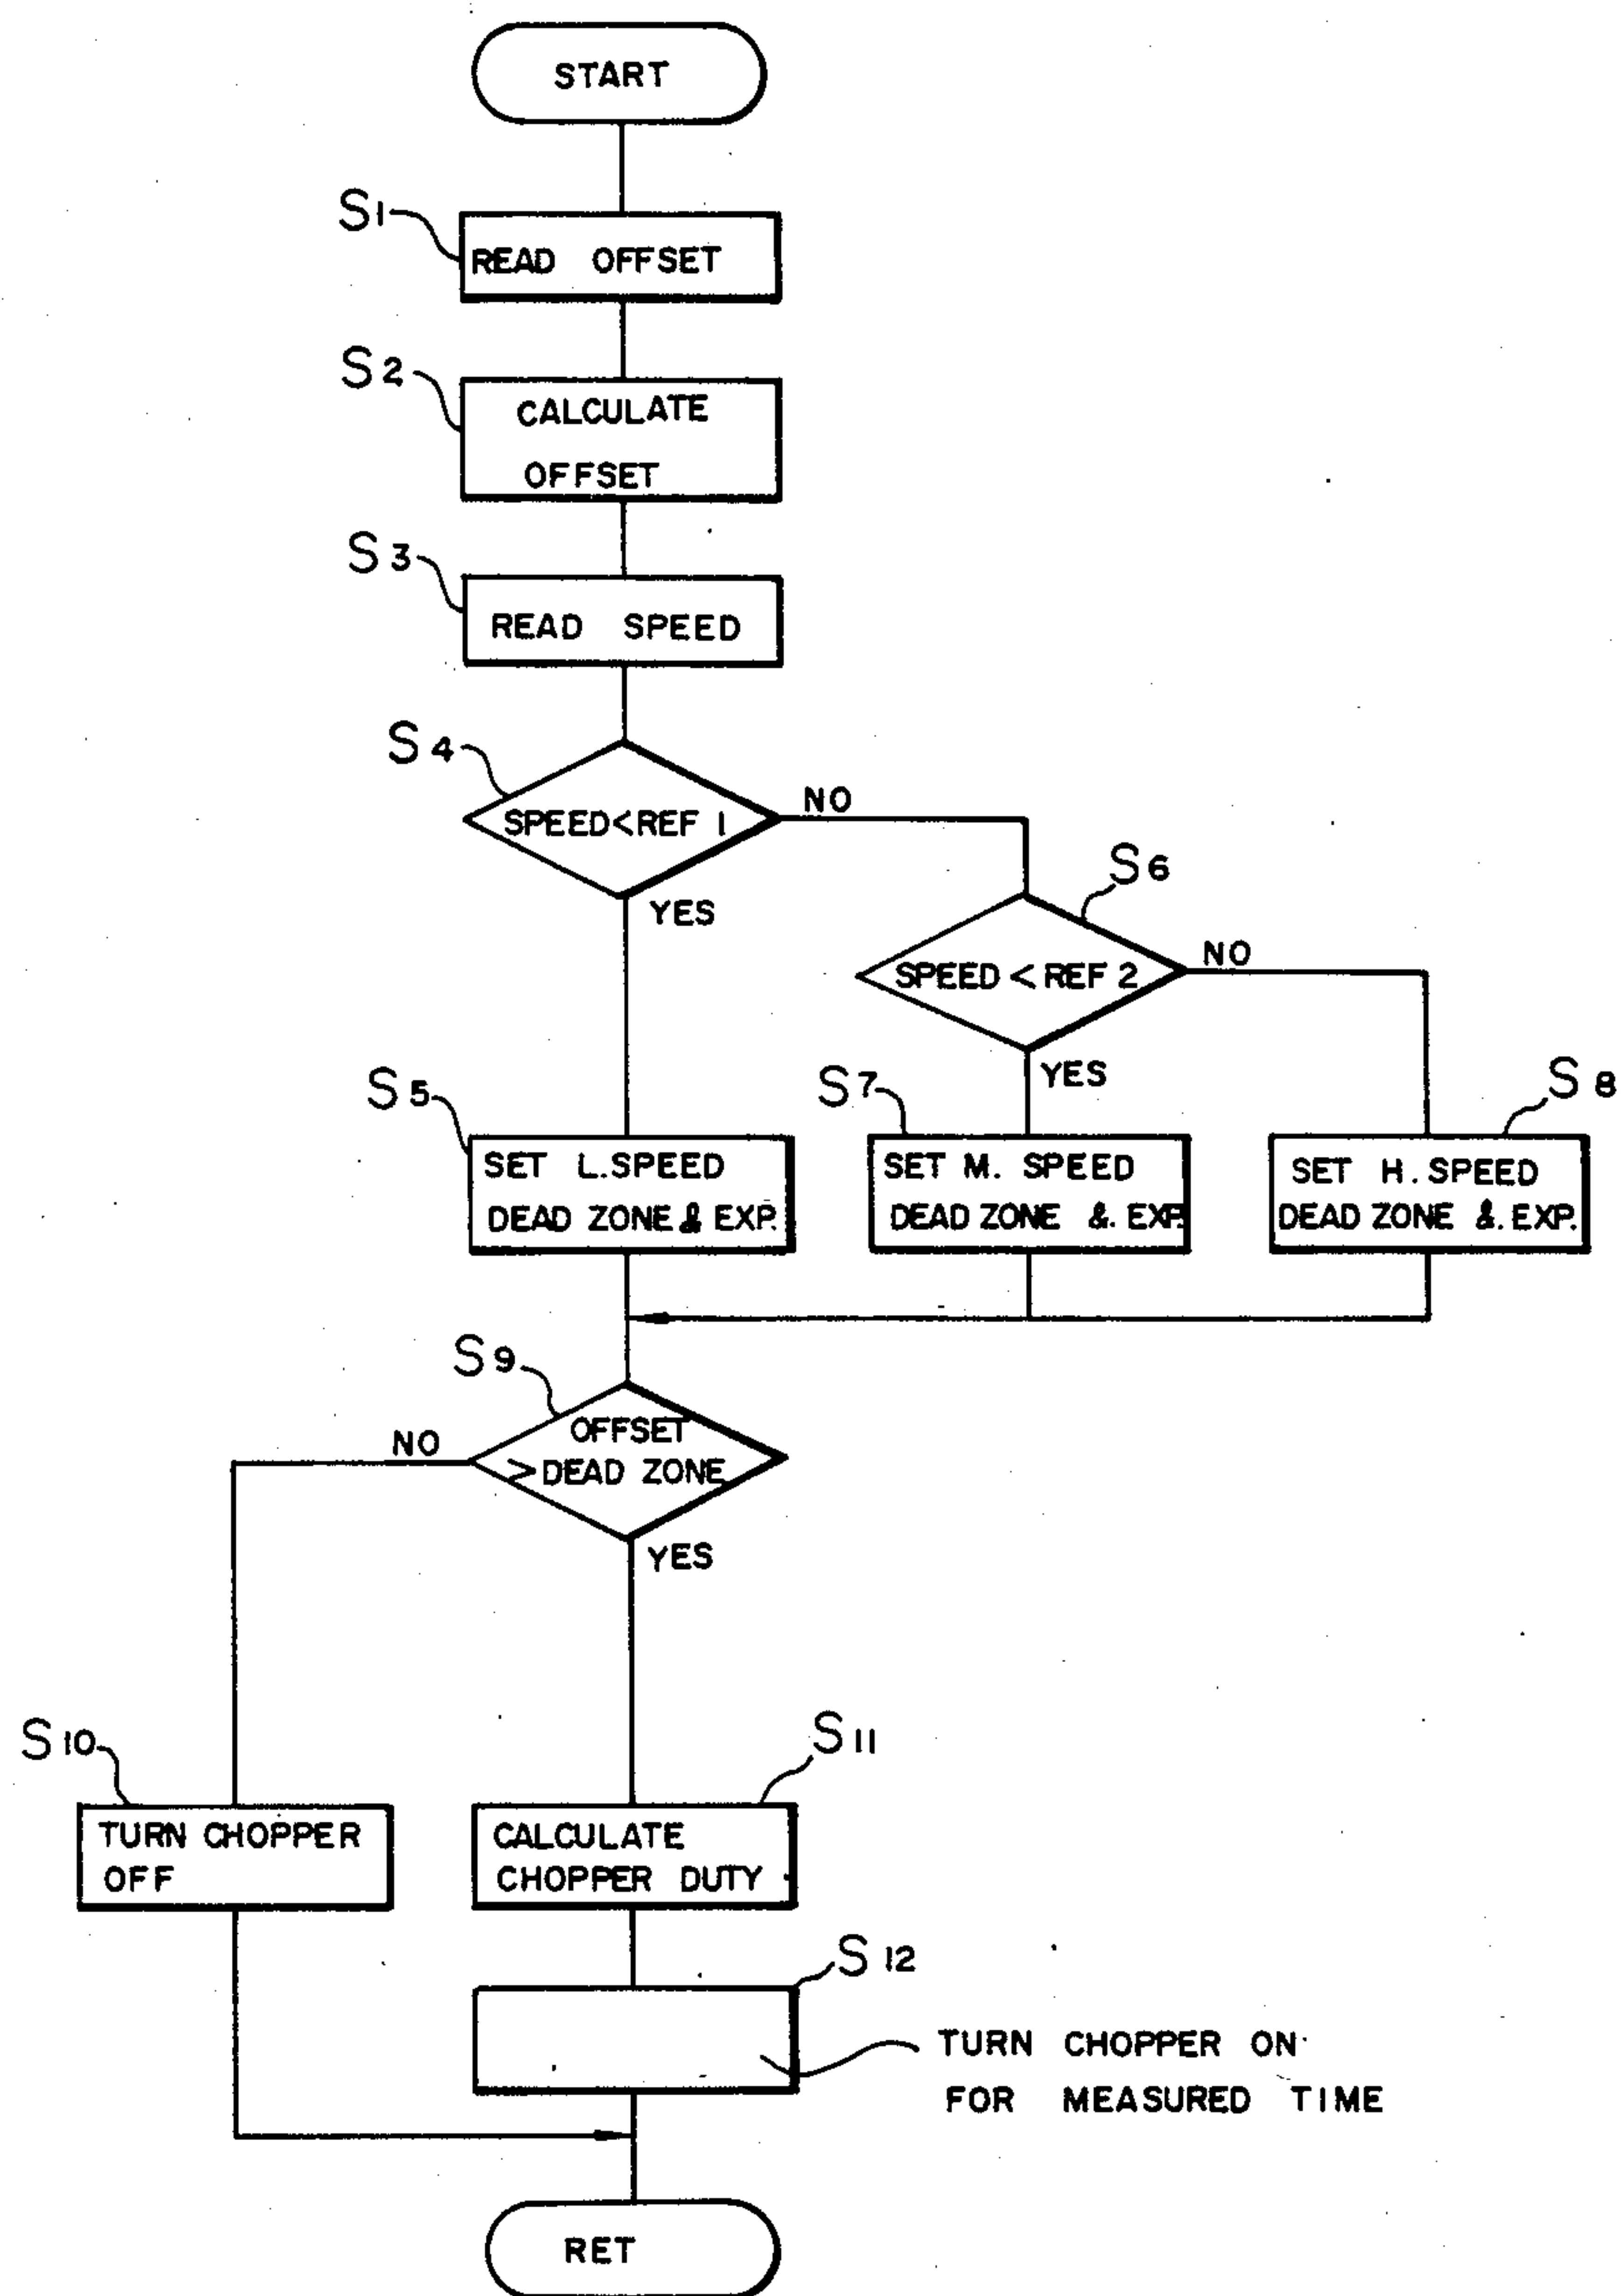 START
S1
READ OFFSET
S2
CALCULATE
OFFSET
S3
READ SPEED
S4
SPEED<REF 1
NO
YES
S6
SPEED < REF 2
NO
YES
S5
SET L.SPEED
DEAD ZONE & EXP.
S7
SET M. SPEED
DEAD ZONE &. EXP.
S8
SET H. SPEED
DEAD ZONE &. EXP.
S9
OFFSET
>DEAD ZONE
NO
YES
S10
TURN CHOPPER
OFF
S11
CALCULATE
CHOPPER DUTY
S12
TURN CHOPPER ON
FOR MEASURED TIME
RET